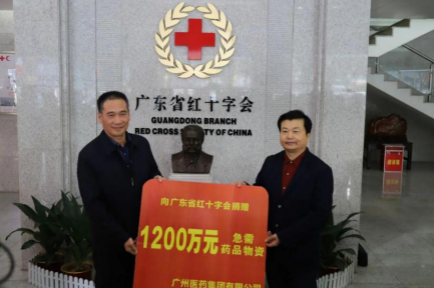 广东省红十字会
GUANGDONG BRANCH
RED CROSS SOCIETY OF CHINA
向广东省红十字会捐赠
1200万元 急需
药品物资
广州医药集团有限公司